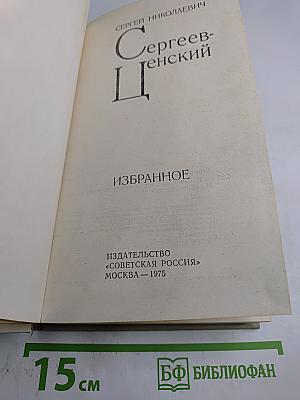 СЕРГЕЙ НИКОЛАЕВИЧ
Сергеев-
Ценский
ИЗБРАННОЕ
ИЗДАТЕЛЬСТВО
«СОВЕТСКАЯ РОССИЯ»
МОСКВА — 1975
15 см
БФ БИБЛИОФАН